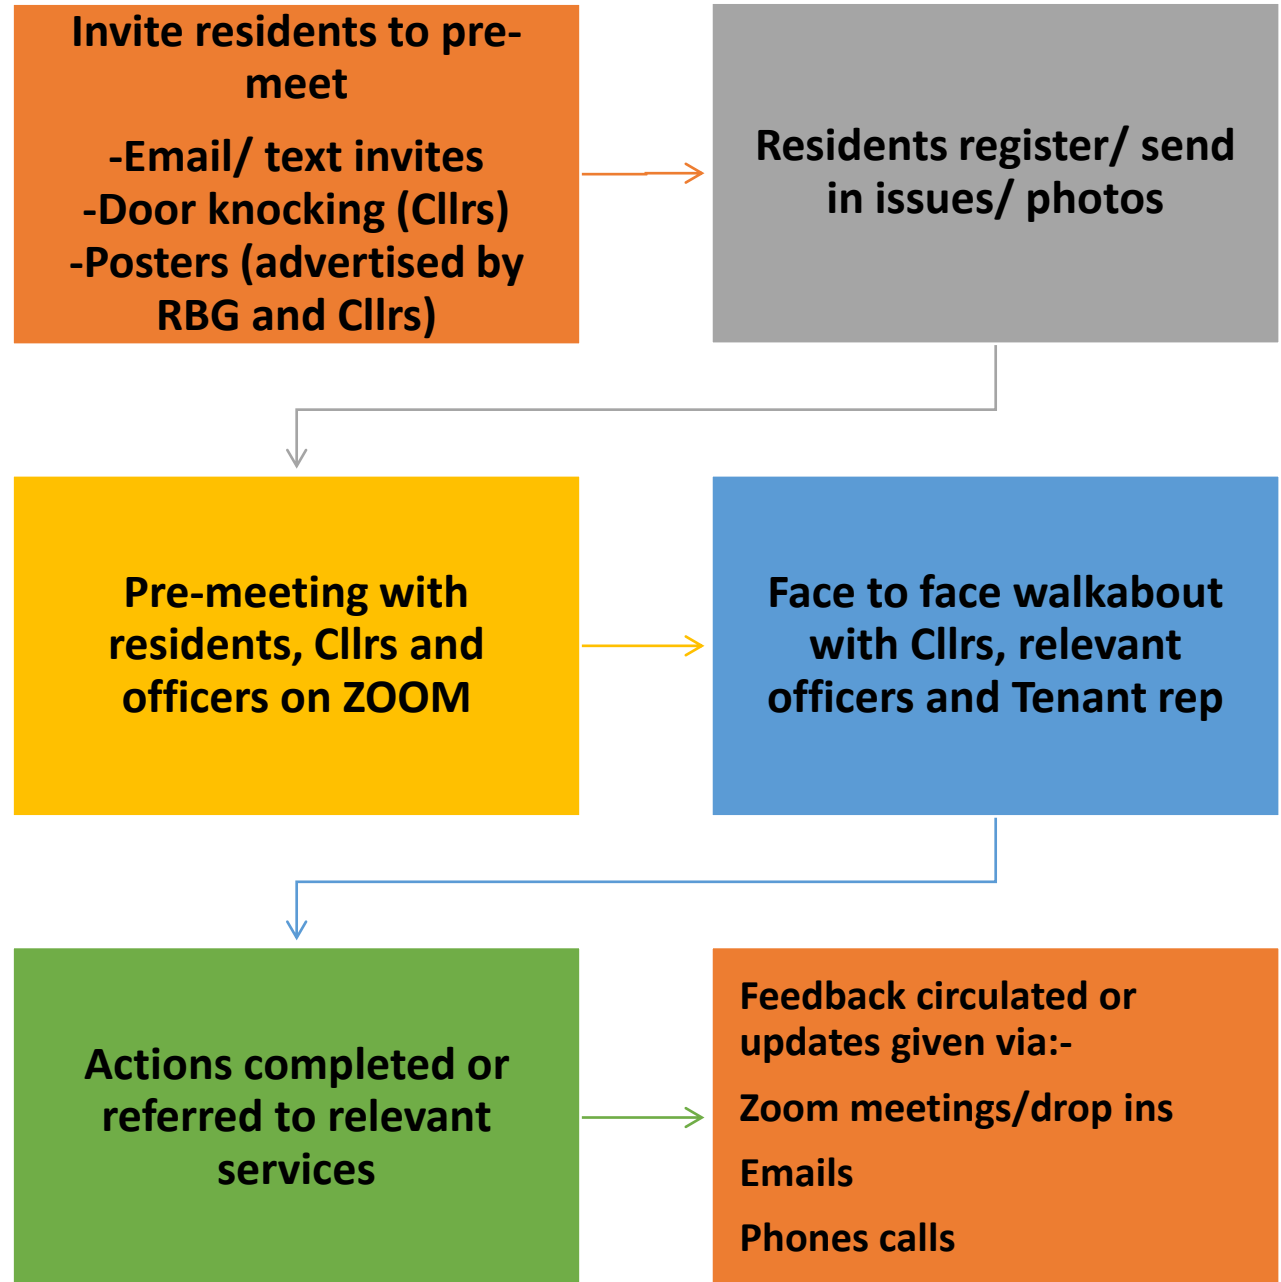 Invite residents to pre-
meet
-Email/ text invites
-Door knocking (Cllrs)
-Posters (advertised by
RBG and Cllrs)
Residents register/ send
in issues/ photos
Pre-meeting with
residents, Cllrs and
officers on ZOOM
Face to face walkabout
with Cllrs, relevant
officers and Tenant rep
Actions completed or
referred to relevant
services
Feedback circulated or
updates given via:-
Zoom meetings/drop ins
Emails
Phones calls